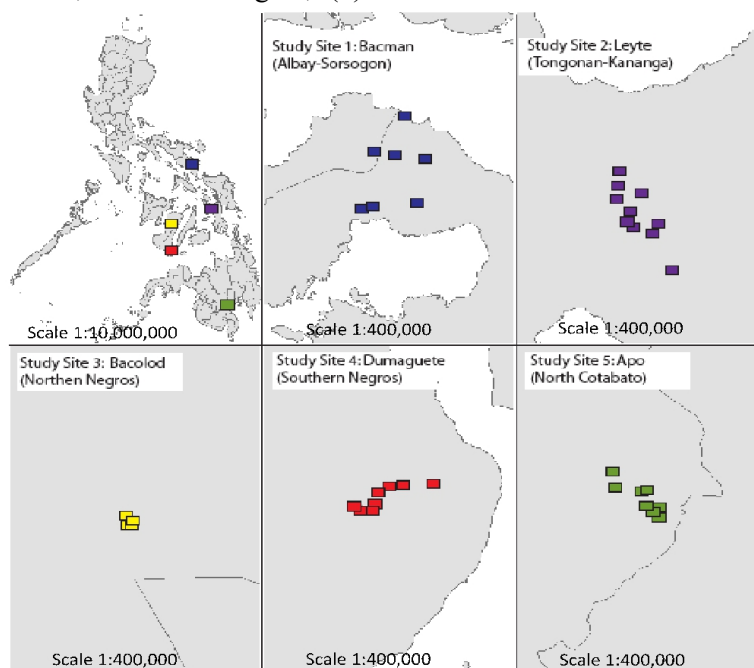 Study Site 1: Bacman
(Albay-Sorsogon)
Study Site 2: Leyte
(Tongonan-Kananga)
Scale 1:10,000,000
Scale 1:400,000
Scale 1:400,000
Study Site 3: Bacolod
(Northen Negros)
Study Site 4: Dumaguete
(Southern Negros)
Study Site 5: Apo
(North Cotabato)
Scale 1:400,000
Scale 1:400,000
Scale 1:400,000